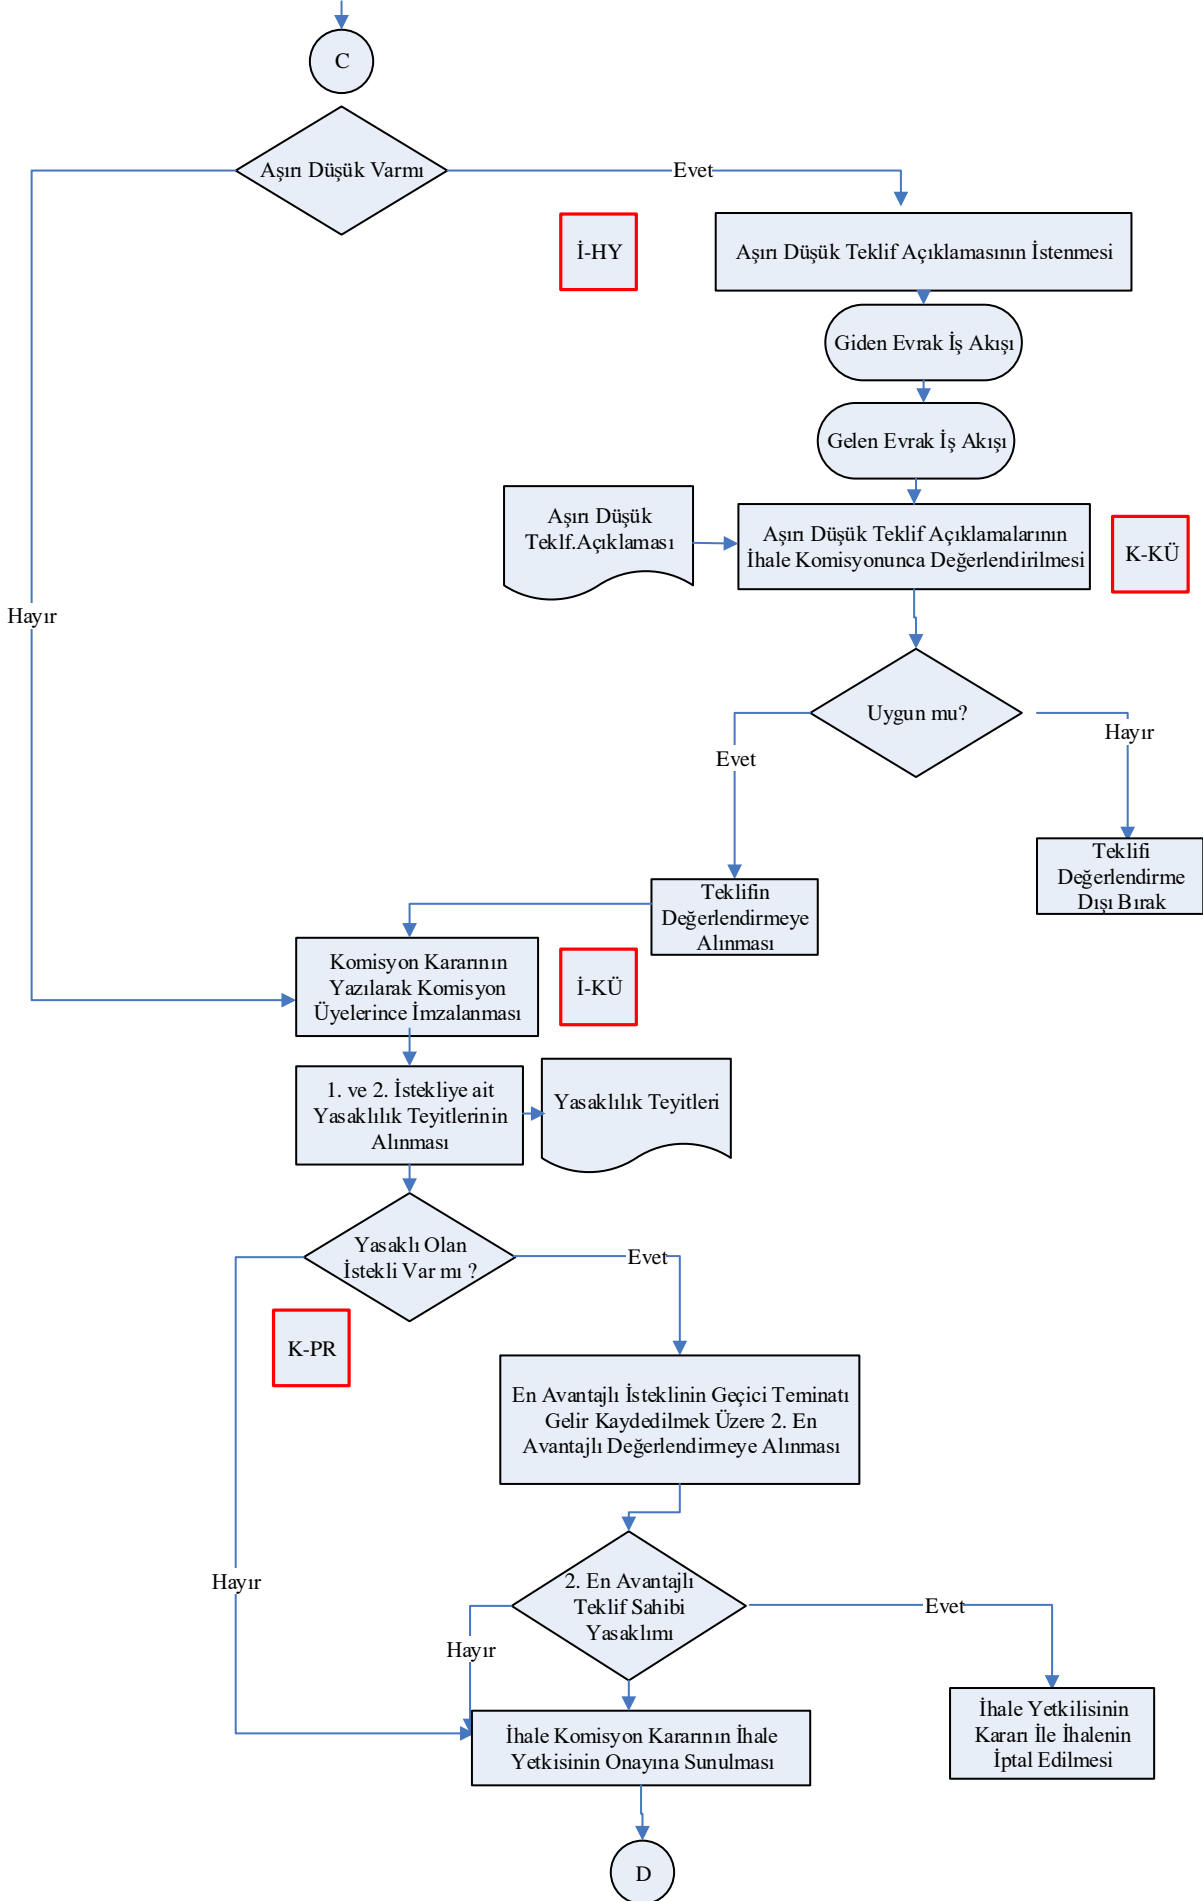 C
Aşırı Düşük Varmı
Evet
İ-HY
Aşırı Düşük Teklif Açıklamasının İstenmesi
Giden Evrak İş Akışı
Gelen Evrak İş Akışı
Aşırı Düşük
Teklf.Açıklaması
Aşırı Düşük Teklif Açıklamalarının
İhale Komisyonunca Değerlendirilmesi
K-KÜ
Hayır
Uygun mu?
Evet
Hayır
Teklifi
Değerlendirme
Dışı Bırak
Teklifin
Değerlendirmeye
Alınması
Komisyon Kararının
Yazılarak Komisyon
Üyelerince İmzalanması
İ-KÜ
1. ve 2. İstekliye ait
Yasaklılık Teyitlerinin
Alınması
Yasaklılık Teyitleri
Yasaklı Olan
İstekli Var mı ?
Evet
K-PR
En Avantajlı İsteklinin Geçici Teminatı
Gelir Kaydedilmek Üzere 2. En
Avantajlı Değerlendirmeye Alınması
Hayır
2. En Avantajlı
Teklif Sahibi
Yasaklımı
Evet
Hayır
İhale Komisyon Kararının İhale
Yetkisinin Onayına Sunulması
İhale Yetkilisinin
Kararı İle İhalenin
İptal Edilmesi
D